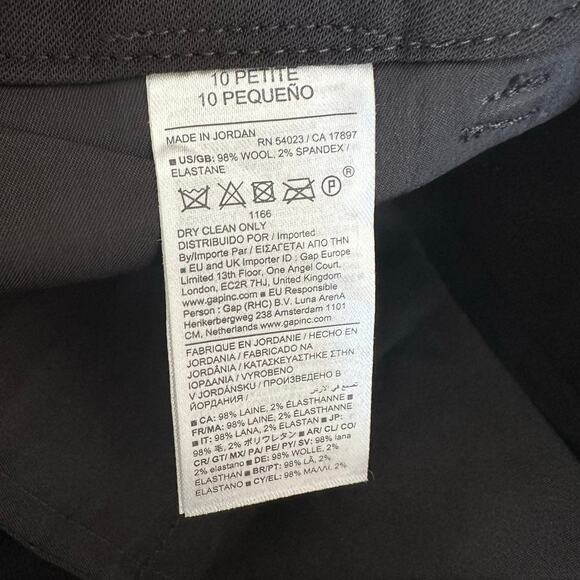 10 PETITE
10 PEQUEÑO
MADE IN JORDAN RN 54023 / CA 17897
■ US/GB: 98% WOOL, 2% SPANDEX /
ELASTANE
P ®
1166
DRY CLEAN ONLY
DISTRIBUIDO POR / Imported
By/Importe Par / ΕΙΣΑΓΕΤΑΙ ΑΠΟ ΤΗΝ
■ EU and UK Importer ID : Gap Europe
Limited 13th Floor, One Angel Court.
London, EC2R 7HJ, United Kingdom
www.gapinc.com ■ EU Responsible
Person : Gap (RHC) B.V. Luna ArenA
Henkerbergweg 238 Amsterdam 1101
CM, Netherlands www.gapinc.com
FABRIQUE EN JORDANIE / HECHO EN
JORDANIA / FABRICADO NA
JORDÂNIA / ΚΑΤΑΣΚΕΥΑΣΤΗΚΕ ΣΤΗΝ
ΙΟΡΔΑΝΙΑ / VYROBENO
V JORDÁNSKU / ПРОИЗВЕДЕНО В
ЙОРДАНИЯ / تصنع في الأردن
■ CA: 98% LAINE, 2% ÉLASTHANNE ■
FR/MA: 98% LAINE, 2% ÉLASTHANNE
■ IT: 98% LANA, 2% ELASTAN ■ JP:
98% 毛, 2% ポリウレタン ■ AR/ CL/ CO/
CR/ GT/ MX/ PA/ PE/ PY/ SV: 98% lana
2% elastano ■ DE: 98% WOLLE, 2%
ELASTHAN ■ BR/PT: 98% LÃ, 2%
ELASTANO ■ CY/EL: 98% ΜΑΛΛΙ, 2%